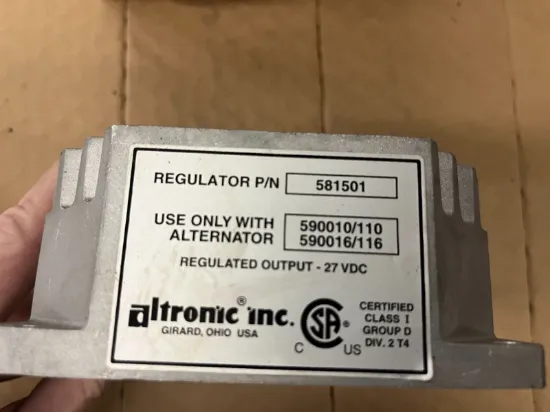 REGULATOR P/N 581501
USE ONLY WITH 590010/110
ALTERNATOR 590016/116
REGULATED OUTPUT - 27 VDC
altronic inc.®
GIRARD, OHIO USA
CSA
C US
CERTIFIED
CLASS I
GROUP D
DIV. 2 T4